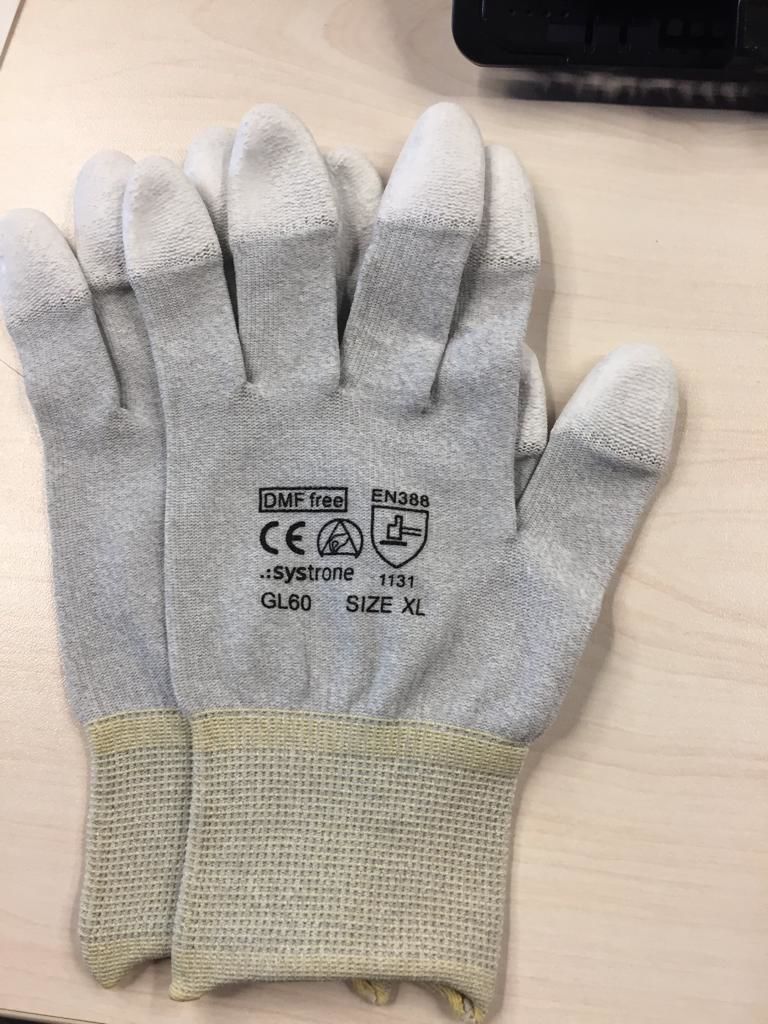 DMF free EN388
CE
.:systrone 1131
GL60 SIZE XL